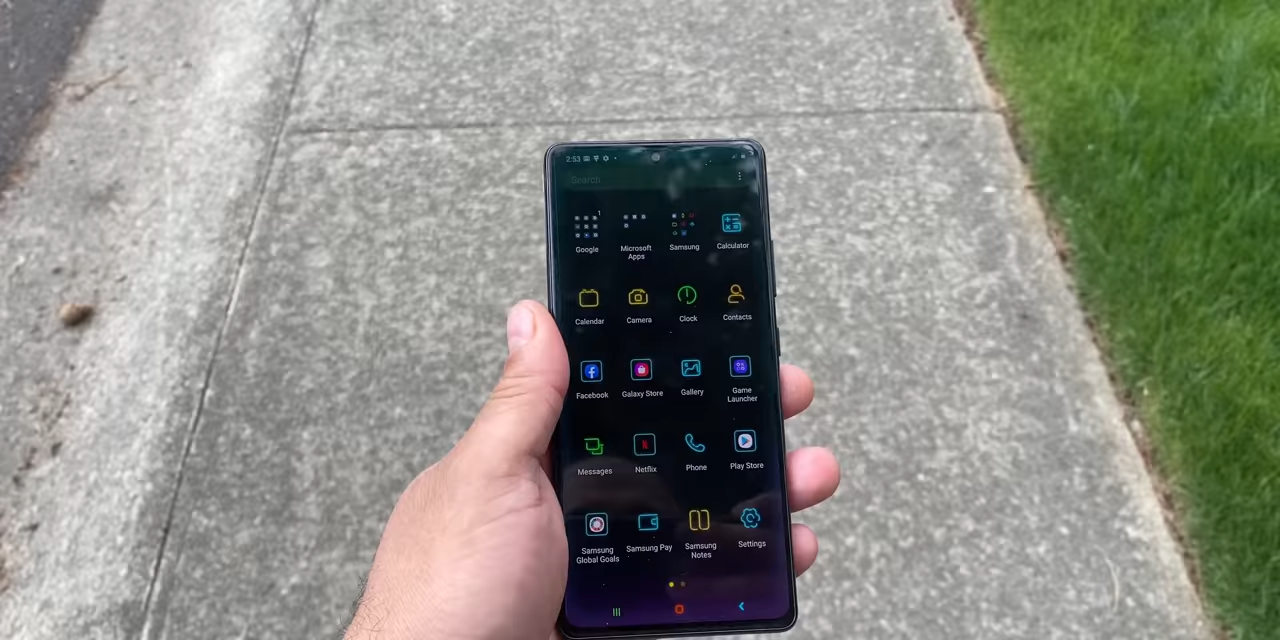 2:53
Search
1
Google
Microsoft
Apps
Samsung
Calculator
Calendar
Camera
Clock
Contacts
Facebook
Galaxy Store
Gallery
Game
Launcher
Messages
Netflix
Phone
Play Store
Samsung
Global Goals
Samsung Pay
Samsung
Notes
Settings